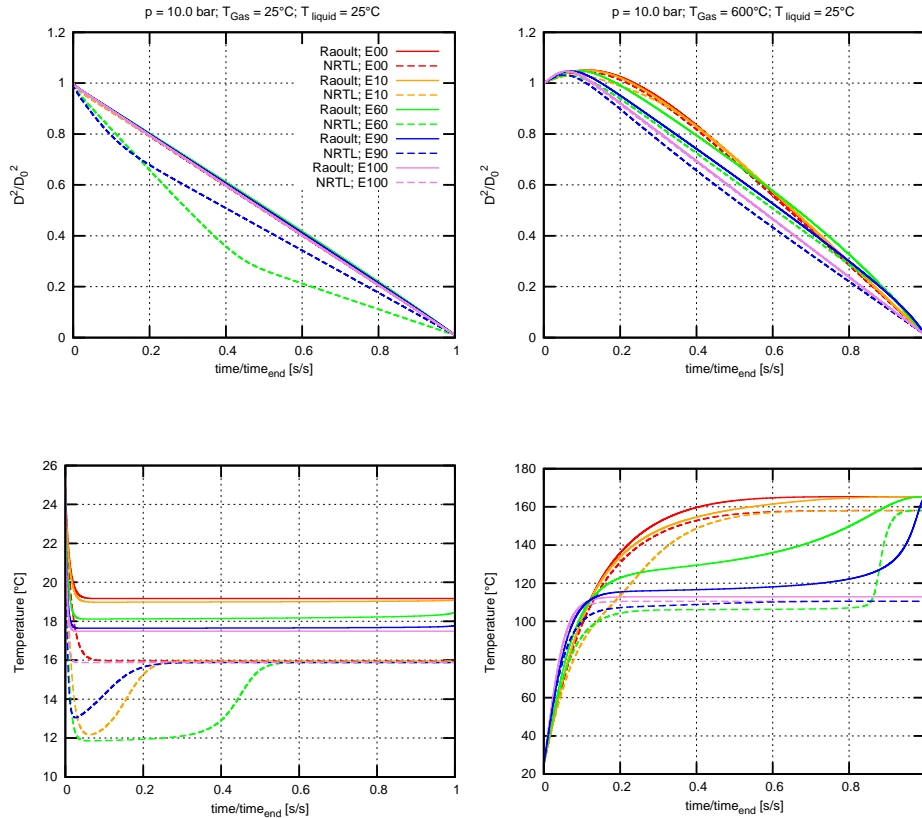 p = 10.0 bar; T_Gas = 25°C; T_liquid = 25°C
D²/D₀²
1.2
1
0.8
0.6
0.4
0.2
0
Raoult; E00
NRTL; E00
Raoult; E10
NRTL; E10
Raoult; E60
NRTL; E60
Raoult; E90
NRTL; E90
Raoult; E100
NRTL; E100
0 0.2 0.4 0.6 0.8 1
time/time_end [s/s]
p = 10.0 bar; T_Gas = 600°C; T_liquid = 25°C
D²/D₀²
1.2
1
0.8
0.6
0.4
0.2
0
0 0.2 0.4 0.6 0.8
time/time_end [s/s]
Temperature [°C]
26
24
22
20
18
16
14
12
10
0 0.2 0.4 0.6 0.8 1
time/time_end [s/s]
Temperature [°C]
180
160
140
120
100
80
60
40
20
0 0.2 0.4 0.6 0.8
time/time_end [s/s]